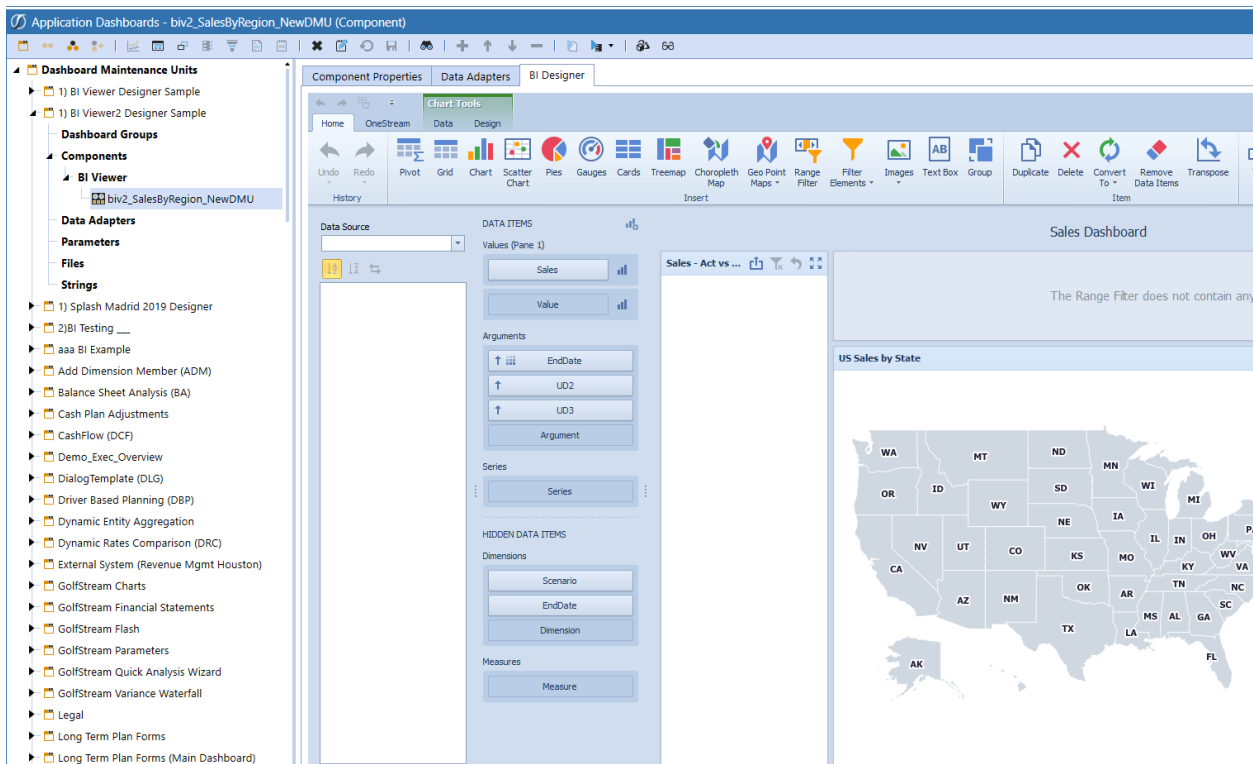 Application Dashboards - biv2_SalesByRegion_NewDMU (Component)
Dashboard Maintenance Units
1) BI Viewer Designer Sample
1) BI Viewer2 Designer Sample
Dashboard Groups
Components
BI Viewer
biv2_SalesByRegion_NewDMU
Data Adapters
Parameters
Files
Strings
1) Splash Madrid 2019 Designer
2)BI Testing __
aaa BI Example
Add Dimension Member (ADM)
Balance Sheet Analysis (BA)
Cash Plan Adjustments
CashFlow (DCF)
Demo_Exec_Overview
DialogTemplate (DLG)
Driver Based Planning (DBP)
Dynamic Entity Aggregation
Dynamic Rates Comparison (DRC)
External System (Revenue Mgmt Houston)
GolfStream Charts
GolfStream Financial Statements
GolfStream Flash
GolfStream Parameters
GolfStream Quick Analysis Wizard
GolfStream Variance Waterfall
Legal
Long Term Plan Forms
Long Term Plan Forms (Main Dashboard)
Component Properties Data Adapters BI Designer
Chart Tools
Home OneStream Data Design
Undo Redo Pivot Grid Chart Scatter Chart Pies Gauges Cards Treemap Choropleth Map Geo Point Maps Range Filter Filter Elements Images Text Box Group Duplicate Delete Convert To Remove Data Items Transpose
History Insert Item
Data Source
DATA ITEMS
Values (Pane 1)
Sales
Value
Arguments
EndDate
UD2
UD3
Argument
Series
Series
HIDDEN DATA ITEMS
Dimensions
Scenario
EndDate
Dimension
Measures
Measure
Sales Dashboard
Sales - Act vs ...
The Range Filter does not contain any
US Sales by State
WA MT ND MN
OR ID SD WI MI
WY
NE IA
NV UT CO IL IN OH PA
CA KS MO KY WV VA
AZ NM OK AR TN NC
TX MS AL GA SC
LA
FL
AK